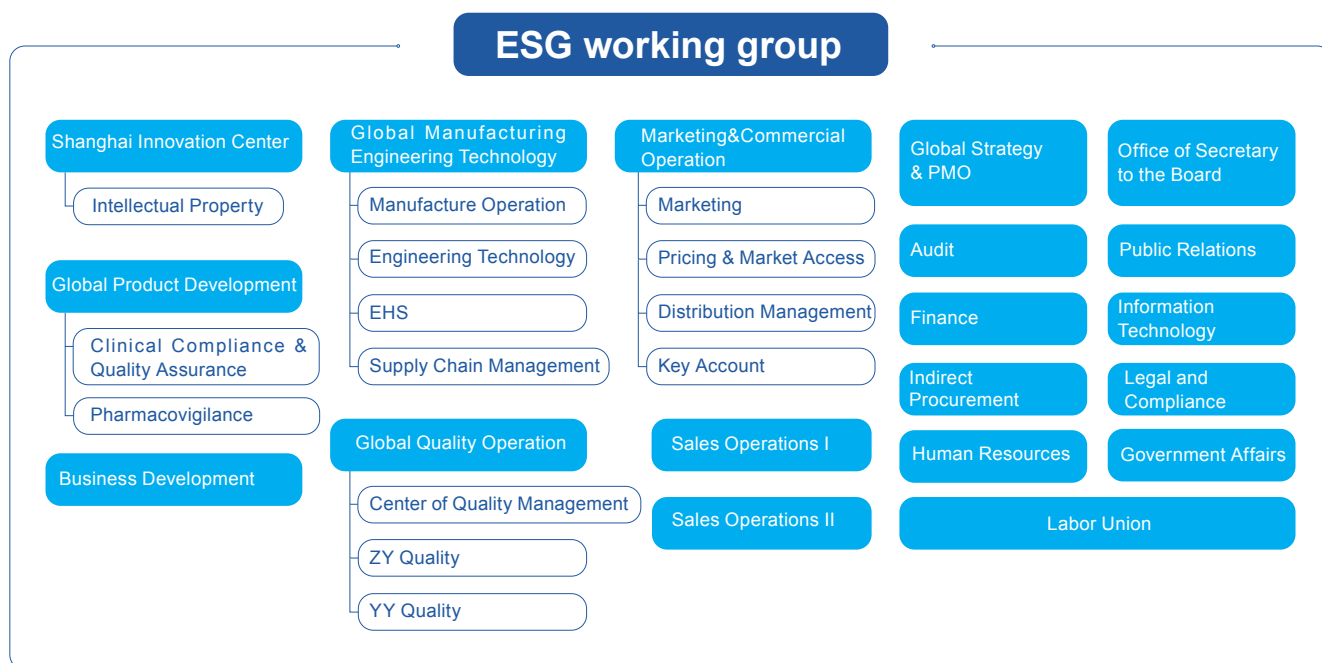 ESG working group
Shanghai Innovation Center
Intellectual Property
Global Product Development
Clinical Compliance &
Quality Assurance
Pharmacovigilance
Business Development
Global Manufacturing
Engineering Technology
Manufacture Operation
Engineering Technology
EHS
Supply Chain Management
Global Quality Operation
Center of Quality Management
ZY Quality
YY Quality
Marketing&Commercial
Operation
Marketing
Pricing & Market Access
Distribution Management
Key Account
Sales Operations I
Sales Operations II
Global Strategy
& PMO
Office of Secretary
to the Board
Audit
Public Relations
Finance
Information
Technology
Indirect
Procurement
Legal and
Compliance
Human Resources
Government Affairs
Labor Union